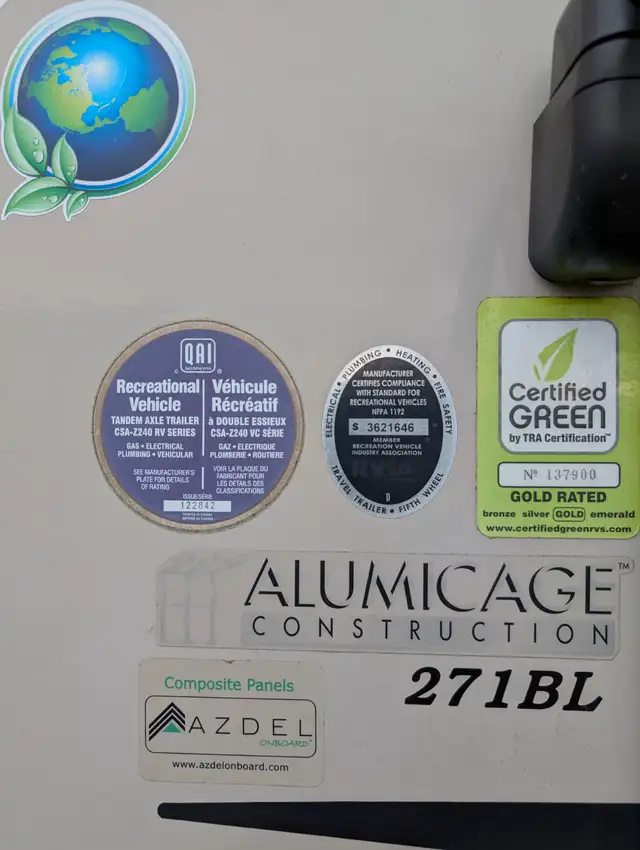 QAI
Recreational
Vehicle
TANDEM AXLE TRAILER
CSA-Z240 RV SERIES
GAS • ELECTRICAL
PLUMBING • VEHICULAR
SEE MANUFACTURER'S
PLATE FOR DETAILS
OF RATING
Véhicule
Récréatif
à DOUBLE ESSIEUX
CSA-Z240 VC SÉRIE
GAZ • ELECTRIQUE
PLOMBERIE • ROUTIERE
VOIR LA PLAQUE DU
FABRICANT POUR
LES DETAILS DES
CLASSIFICATIONS
ISSUE/SÉRIE
122842
ELECTRICAL • PLUMBING • HEATING • FIRE SAFETY
MANUFACTURER
CERTIFIES COMPLIANCE
WITH STANDARD FOR
RECREATIONAL VEHICLES
NFPA 1192
S 3621646
MEMBER
RECREATION VEHICLE
INDUSTRY ASSOCIATION
D
TRAVEL TRAILER • FIFTH WHEEL
Certified
GREEN
by TRA Certification™
Nº 137900
GOLD RATED
bronze silver GOLD emerald
www.certifiedgreenrvs.com
ALUMICAGE™
CONSTRUCTION
271BL
Composite Panels
AZDEL
ONBOARD™
www.azdelonboard.com